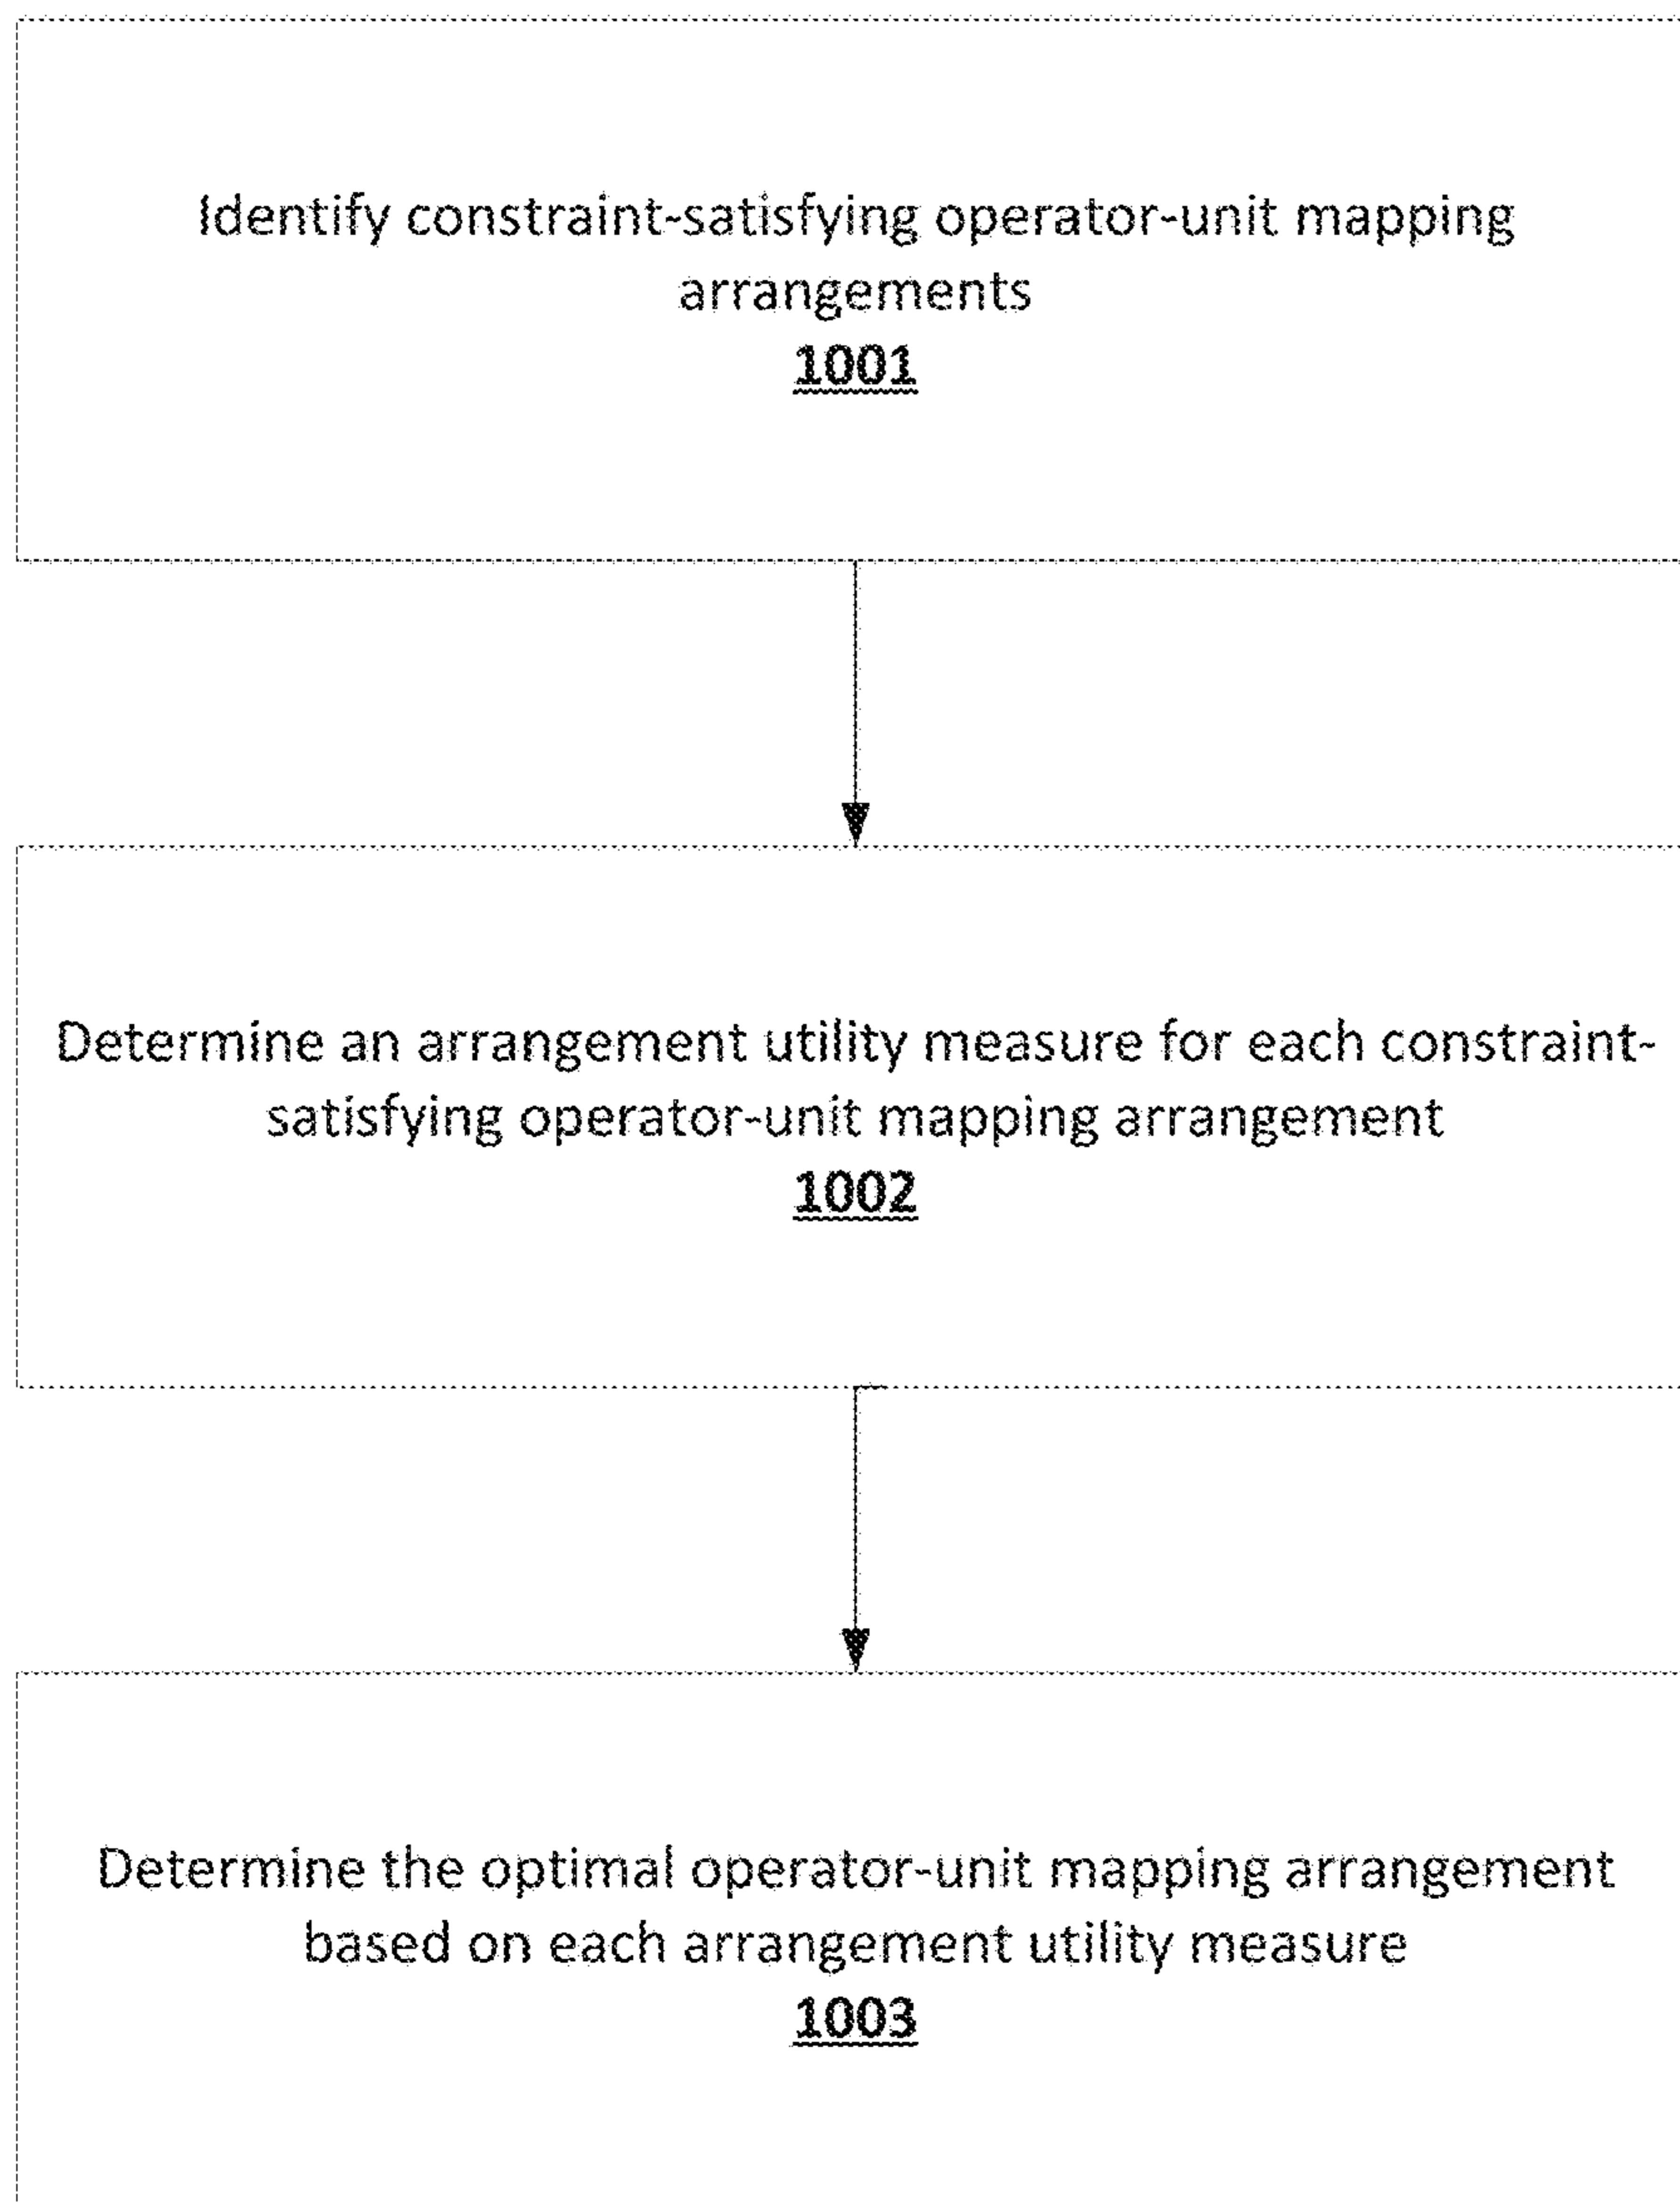 Identify constraint-satisfying operator-unit mapping
arrangements
1001
Determine an arrangement utility measure for each constraint-
satisfying operator-unit mapping arrangement
1002
Determine the optimal operator-unit mapping arrangement
based on each arrangement utility measure
1003